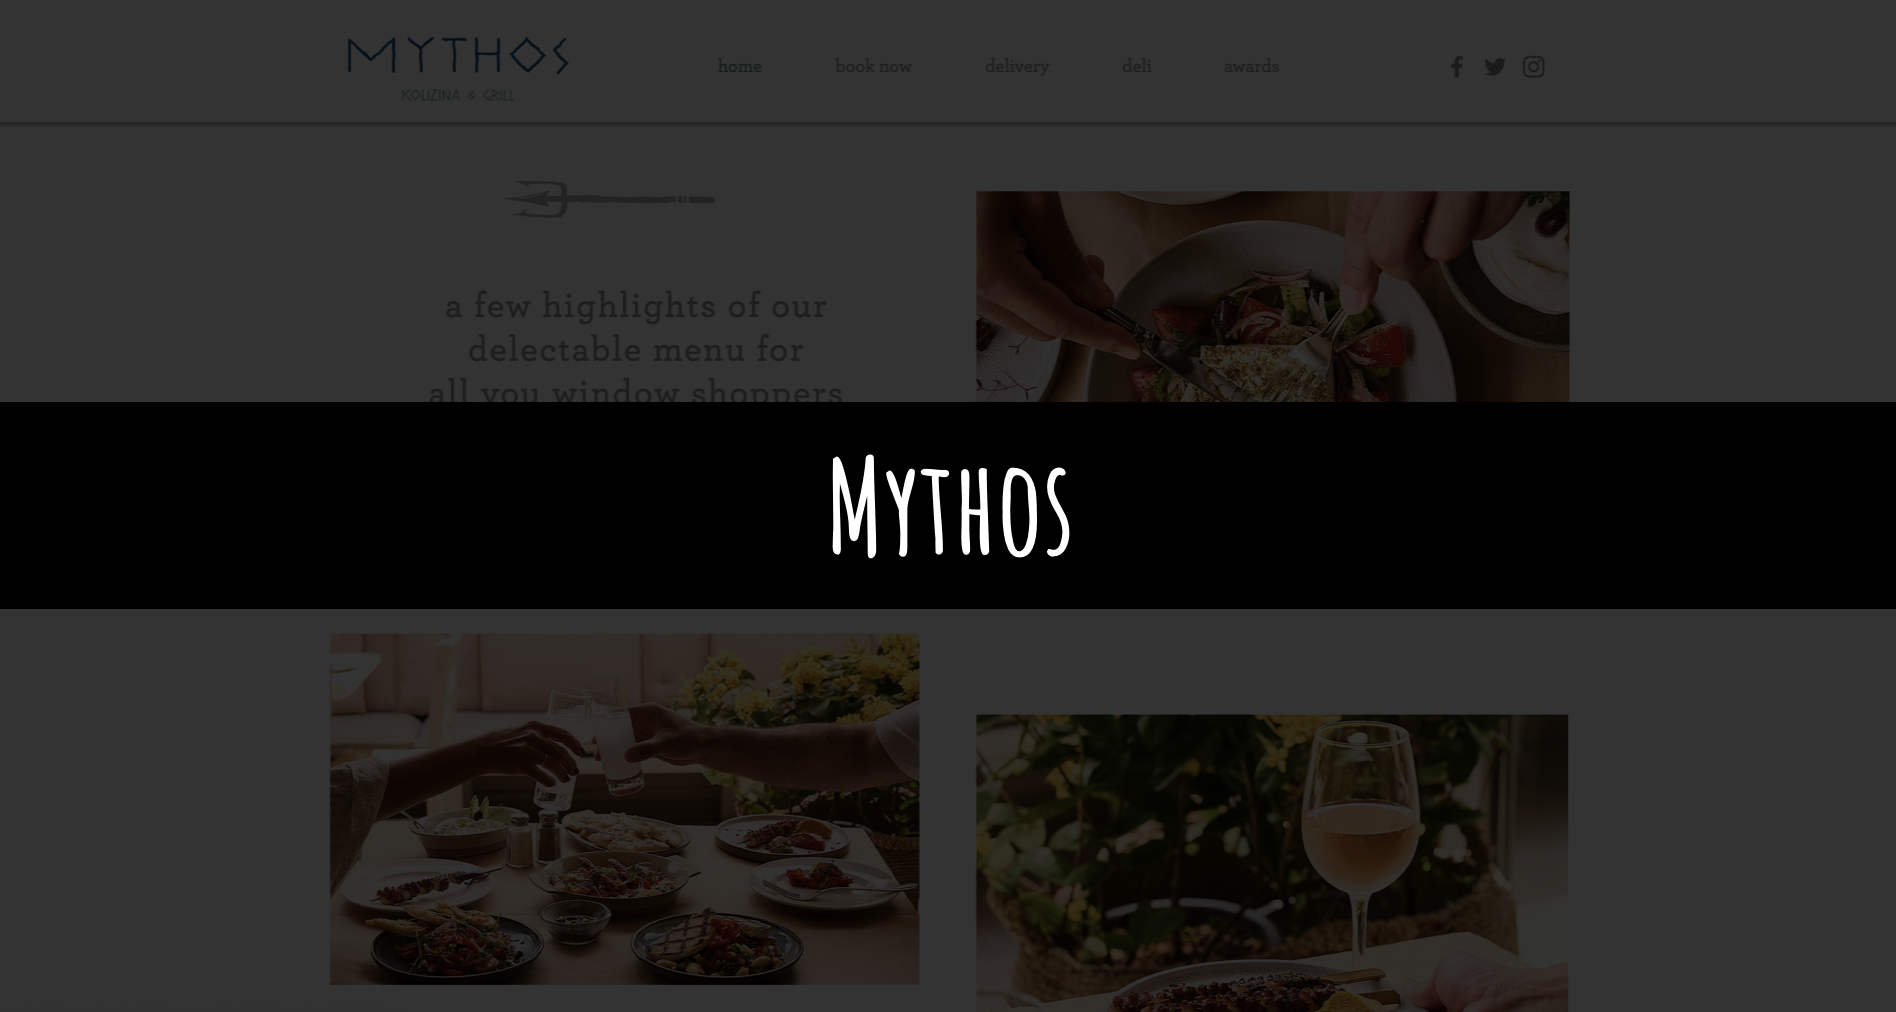 MYTHOS
KOUZINA & GRILL
home
book now
delivery
deli
awards
a few highlights of our
delectable menu for
all you window shoppers
Mythos